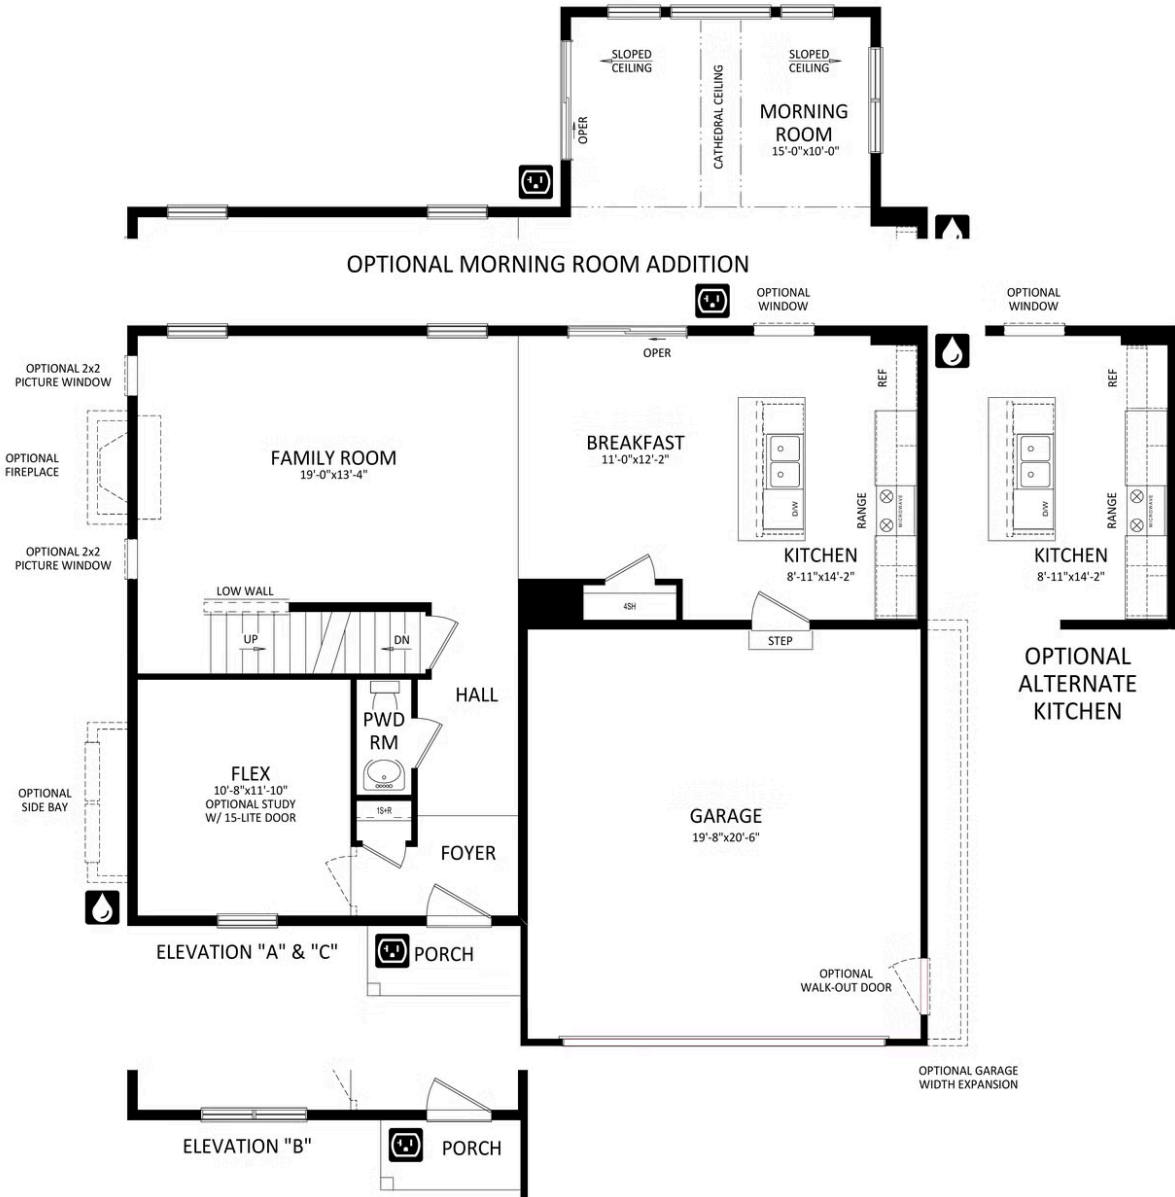 SLOPED
CEILING
SLOPED
CEILING
CATHEDRAL CEILING
MORNING
ROOM
15'-0"x10'-0"
OPER
OPTIONAL MORNING ROOM ADDITION
OPTIONAL
WINDOW
OPTIONAL
WINDOW
OPER
OPTIONAL 2x2
PICTURE WINDOW
REF
REF
OPTIONAL
FIREPLACE
FAMILY ROOM
19'-0"x13'-4"
BREAKFAST
11'-0"x12'-2"
D/W
RANGE
MICROWAVE
D/W
RANGE
MICROWAVE
OPTIONAL 2x2
PICTURE WINDOW
KITCHEN
8'-11"x14'-2"
KITCHEN
8'-11"x14'-2"
LOW WALL
4SH
UP
DN
STEP
OPTIONAL
ALTERNATE
KITCHEN
HALL
PWD
RM
FLEX
10'-8"x11'-10"
OPTIONAL STUDY
W/ 15-LITE DOOR
OPTIONAL
SIDE BAY
1S+R
GARAGE
19'-8"x20'-6"
FOYER
ELEVATION "A" & "C"
PORCH
OPTIONAL
WALK-OUT DOOR
OPTIONAL GARAGE
WIDTH EXPANSION
ELEVATION "B"
PORCH